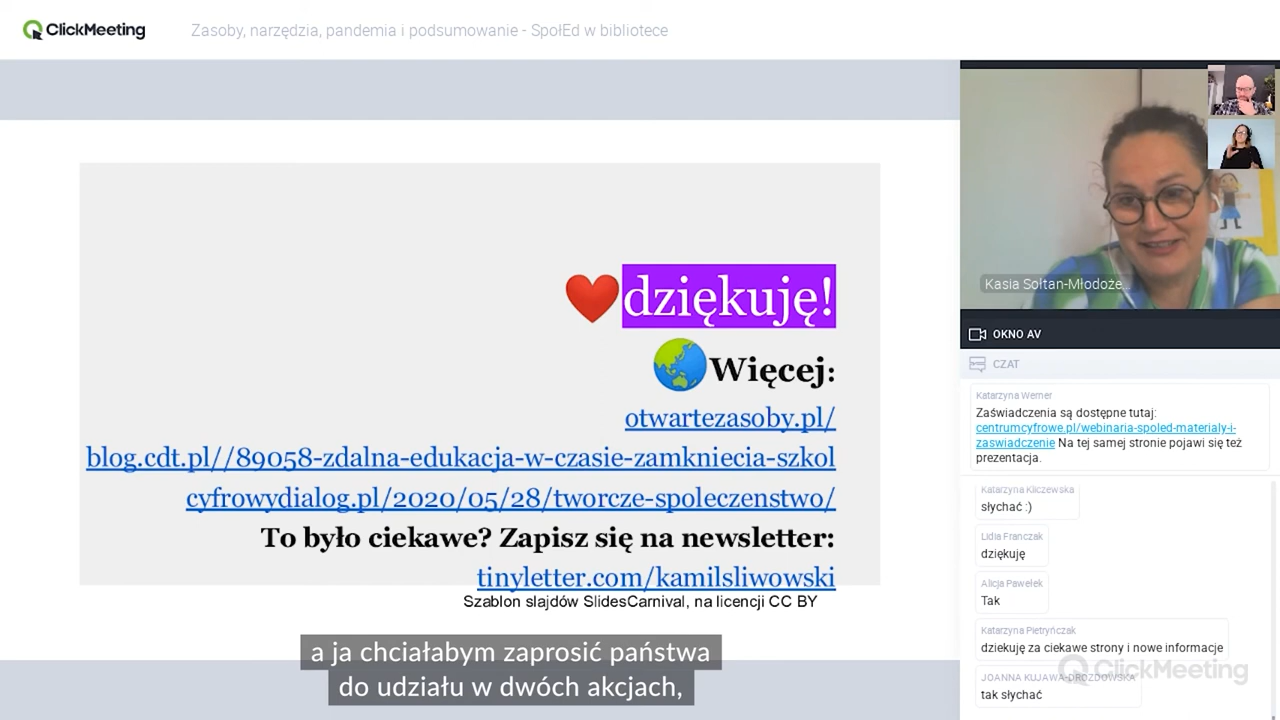 ClickMeeting
Zasoby, narzędzia, pandemia i podsumowanie - SpołEd w bibliotece
dziękuję!
Więcej:
otwartezasoby.pl/
blog.cdt.pl//89058-zdalna-edukacja-w-czasie-zamkniecia-szkol
cyfrowydialog.pl/2020/05/28/tworcze-spoleczenstwo/
To było ciekawe? Zapisz się na newsletter:
tinyletter.com/kamilsliwowski
Szablon slajdów SlidesCarnival, na licencji CC BY
a ja chciałabym zaprosić państwa
do udziału w dwóch akcjach,
Kasia Sołtan-Młodoże...
OKNO AV
CZAT
Katarzyna Werner
Zaświadczenia są dostępne tutaj:
centrumcyfrowe.pl/webinaria-spoled-materialy-i-
zaswiadczenie Na tej samej stronie pojawi się też
prezentacja.
Katarzyna Kliczewska
słychać :)
Lidia Franczak
dziękuję
Alicja Pawełek
Tak
Katarzyna Pietryńczak
dziekuję za ciekawe strony i nowe informacje
JOANNA KUJAWA-DROZDOWSKA
tak słychać
ClickMeeting